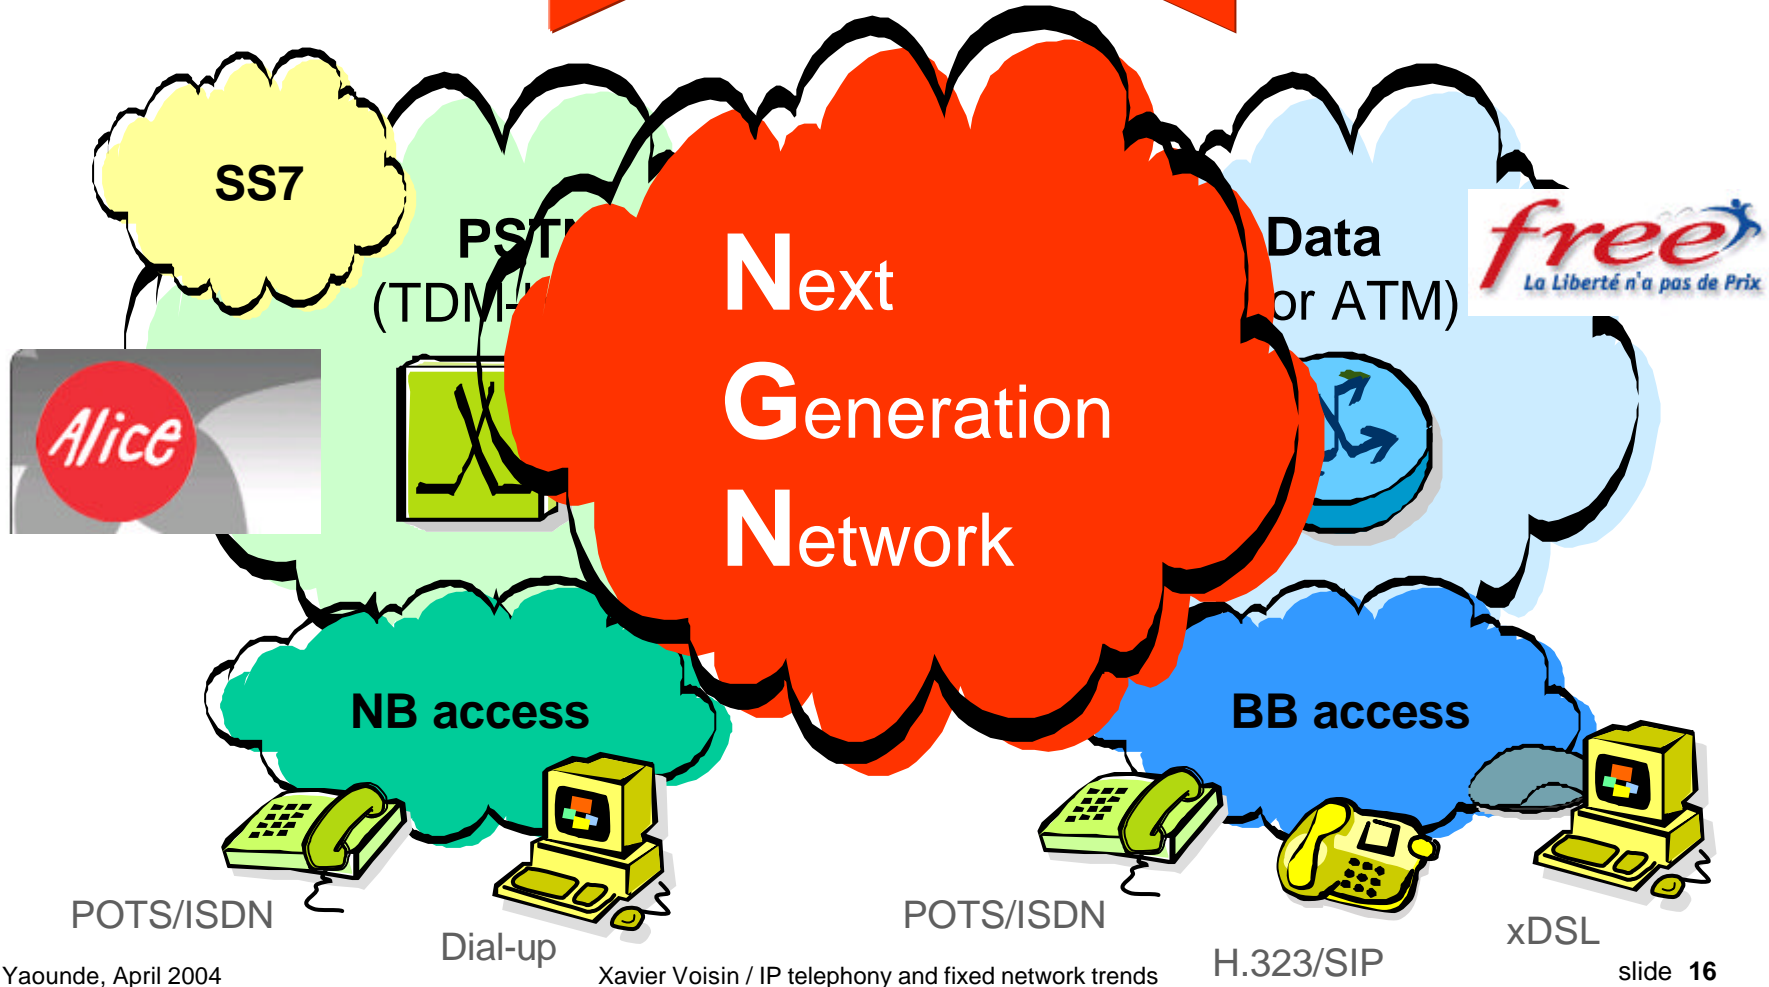 SS7
(TDM-
Next
Generation
Network
Data
or ATM)
free
La Liberté n'a pas de Prix
Alice
NB access
BB access
POTS/ISDN
Dial-up
POTS/ISDN
H.323/SIP
xDSL
Yaounde, April 2004
Xavier Voisin / IP telephony and fixed network trends
slide 16